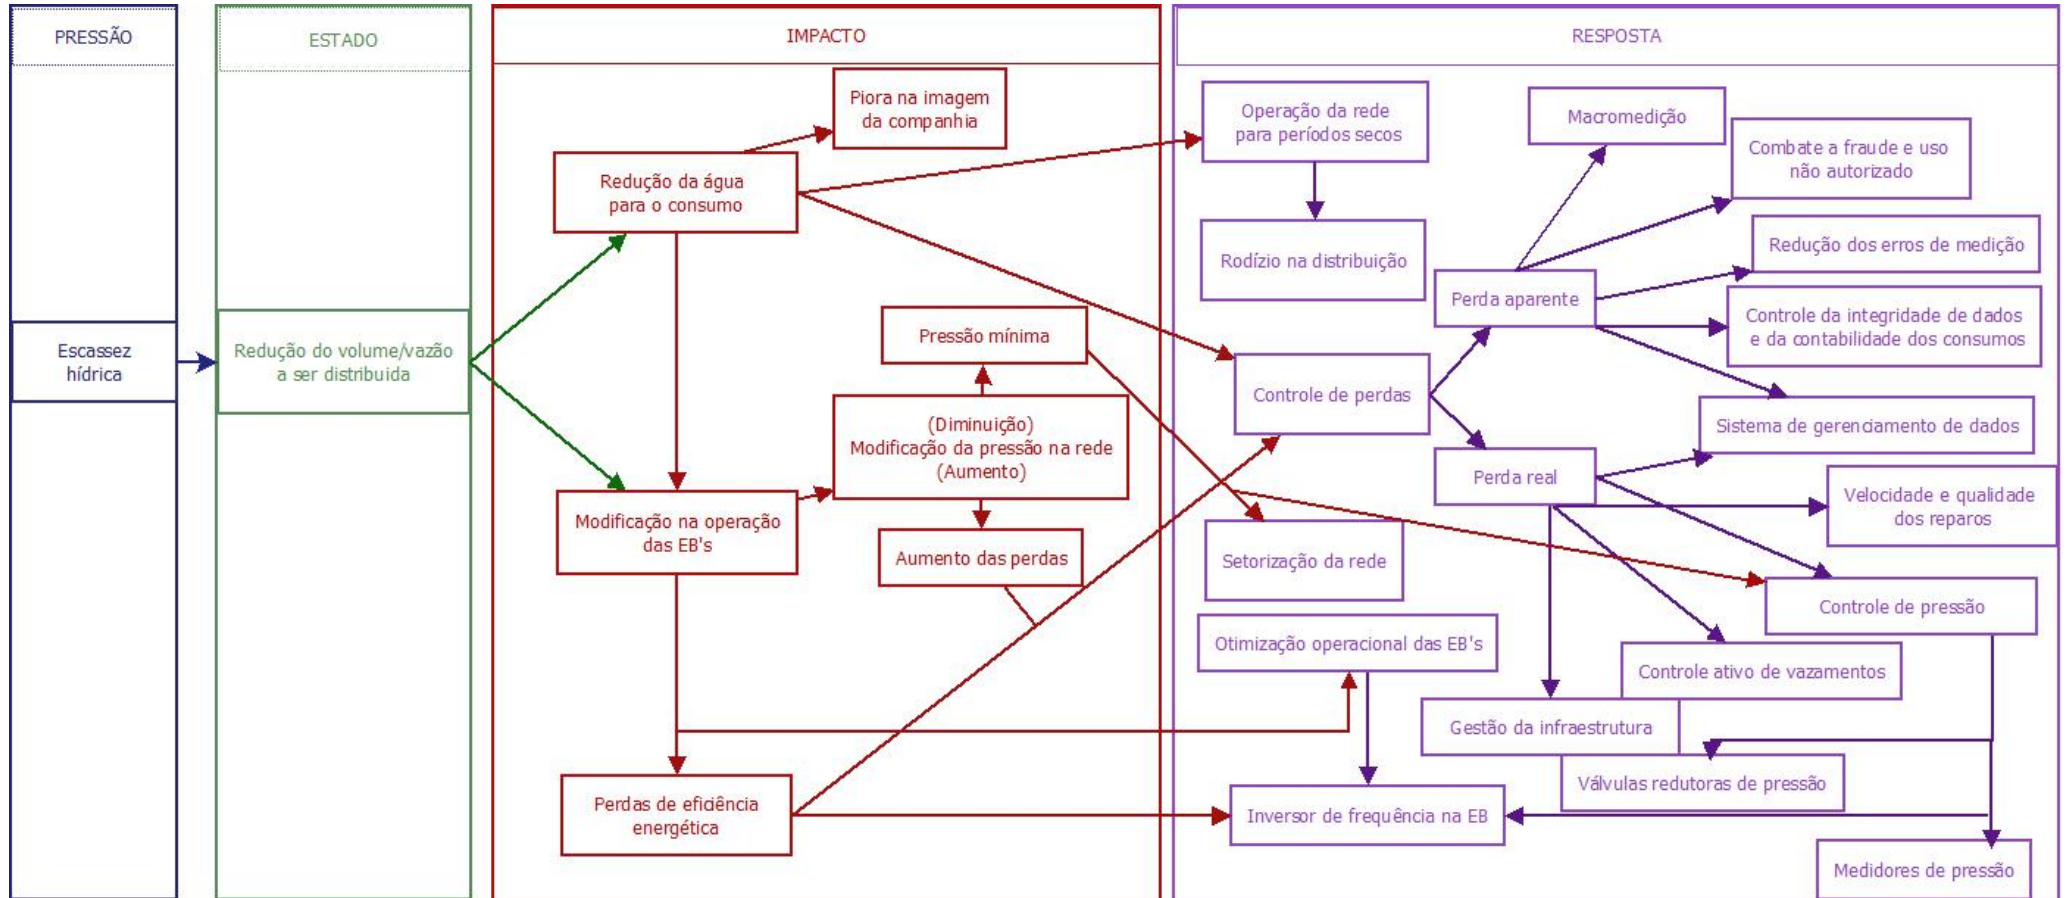 PRESSÃO
ESTADO
IMPACTO
RESPOSTA
Escassez
hídrica
Redução do volume/vazão
a ser distribuida
Piora na imagem
da companhia
Redução da água
para o consumo
Pressão mínima
(Diminuição)
Modificação da pressão na rede
(Aumento)
Modificação na operação
das EB's
Aumento das perdas
Perdas de eficiência
energética
Operação da rede
para períodos secos
Rodízio na distribuição
Macromedição
Combate a fraude e uso
não autorizado
Redução dos erros de medição
Perda aparente
Controle da integridade de dados
e da contabilidade dos consumos
Controle de perdas
Sistema de gerenciamento de dados
Perda real
Velocidade e qualidade
dos reparos
Setorização da rede
Controle de pressão
Otimização operacional das EB's
Controle ativo de vazamentos
Gestão da infraestrutura
Válvulas redutoras de pressão
Inversor de frequência na EB
Medidores de pressão